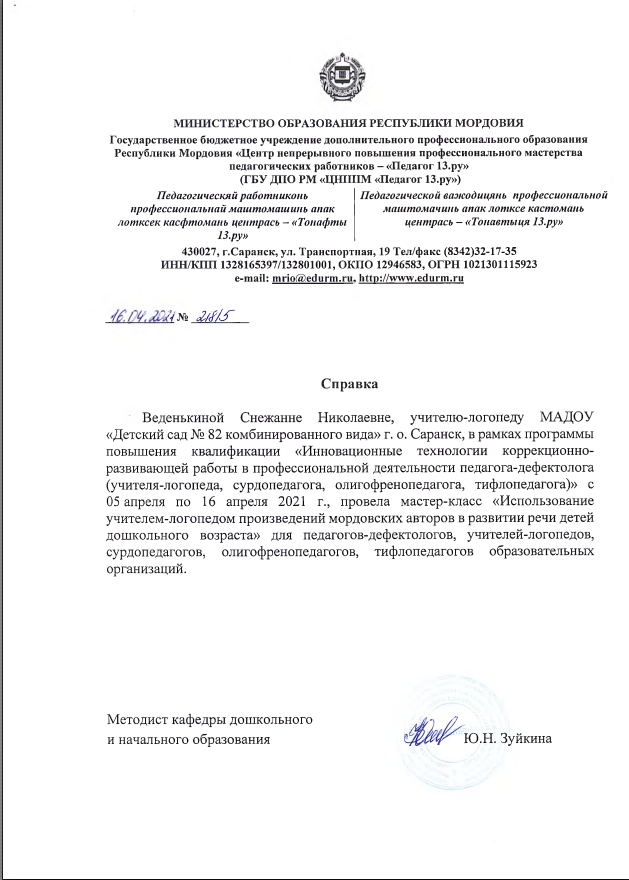 МИНИСТЕРСТВО ОБРАЗОВАНИЯ РЕСПУБЛИКИ МОРДОВИЯ
Государственное бюджетное учреждение дополнительного профессионального образования
Республики Мордовия «Центр непрерывного повышения профессионального мастерства
педагогических работников – «Педагог 13.ру»
(ГБУ ДПО РМ «ЦНППМ «Педагог 13.ру»)
Педагогическяй работниконь
профессиональнай маштомашинь апак
лотксек касфтомань центрась – «Тонафты
13.ру»
Педагогической важодицянь профессиональной
маштомачинь апак лотксе кастомань
центрась – «Тонавтыця 13.ру»
430027, г.Саранск, ул. Транспортная, 19 Тел/факс (8342)32-17-35
ИНН/КПП 1328165397/132801001, ОКПО 12946583, ОГРН 1021301115923
e-mail: mrio@edurm.ru, http://www.edurm.ru
16.04.2021 № 218/5
Справка
Веденькиной Снежанне Николаевне, учителю-логопеду МАДОУ
«Детский сад № 82 комбинированного вида» г. о. Саранск, в рамках программы
повышения квалификации «Инновационные технологии коррекционно-
развивающей работы в профессиональной деятельности педагога-дефектолога
(учителя-логопеда, сурдопедагога, олигофренопедагога, тифлопедагога)» с
05 апреля по 16 апреля 2021 г., провела мастер-класс «Использование
учителем-логопедом произведений мордовских авторов в развитии речи детей
дошкольного возраста» для педагогов-дефектологов, учителей-логопедов,
сурдопедагогов, олигофренопедагогов, тифлопедагогов образовательных
организаций.
Методист кафедры дошкольного
и начального образования
Ю.Н. Зуйкина